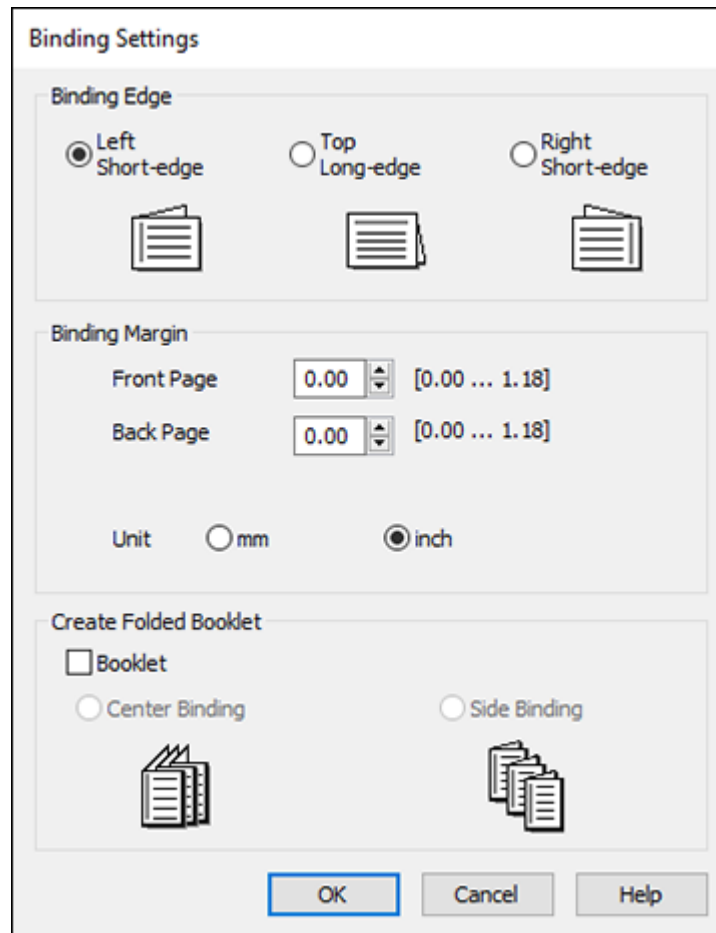 Binding Settings
Binding Edge
Left
Short-edge
Top
Long-edge
Right
Short-edge
Binding Margin
Front Page 0.00 [0.00 ... 1.18]
Back Page 0.00 [0.00 ... 1.18]
Unit mm inch
Create Folded Booklet
Booklet
Center Binding Side Binding
OK Cancel Help